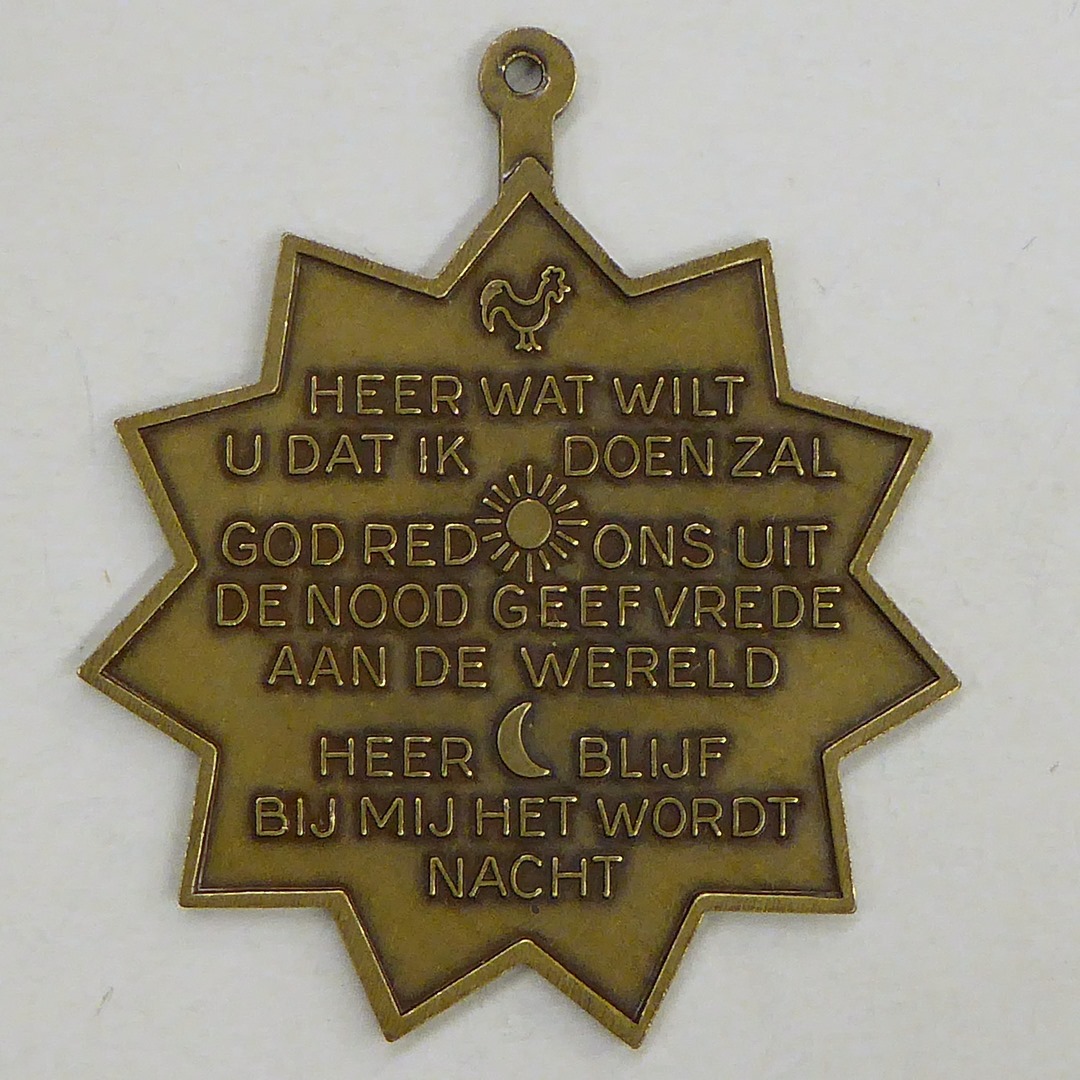 HEER WAT WILT
U DAT IK DOEN ZAL
GOD RED ONS UIT
DE NOOD GEEF VREDE
AAN DE WERELD
HEER BLIJF
BIJ MIJ HET WORDT
NACHT